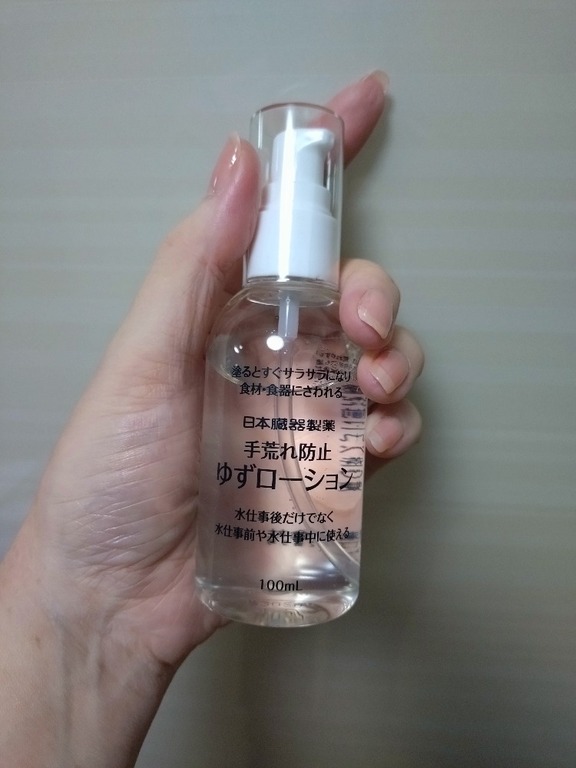 塗るとすぐサラサラになり
食材・食器にさわれる
日本臓器製薬
手荒れ防止
ゆずローション
水仕事後だけでなく
水仕事前や水仕事中に使える
100mL